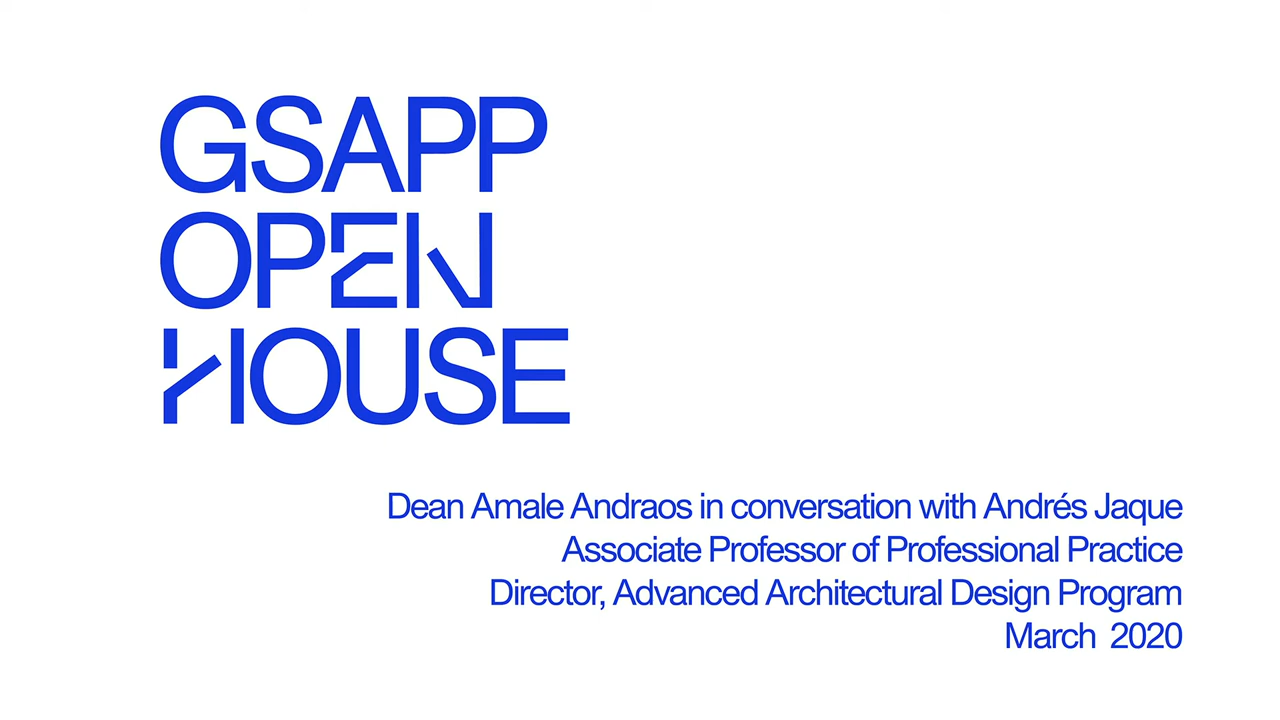 GSAPP
OPEN
HOUSE
Dean Amale Andraos in conversation with Andrés Jaque
Associate Professor of Professional Practice
Director, Advanced Architectural Design Program
March 2020